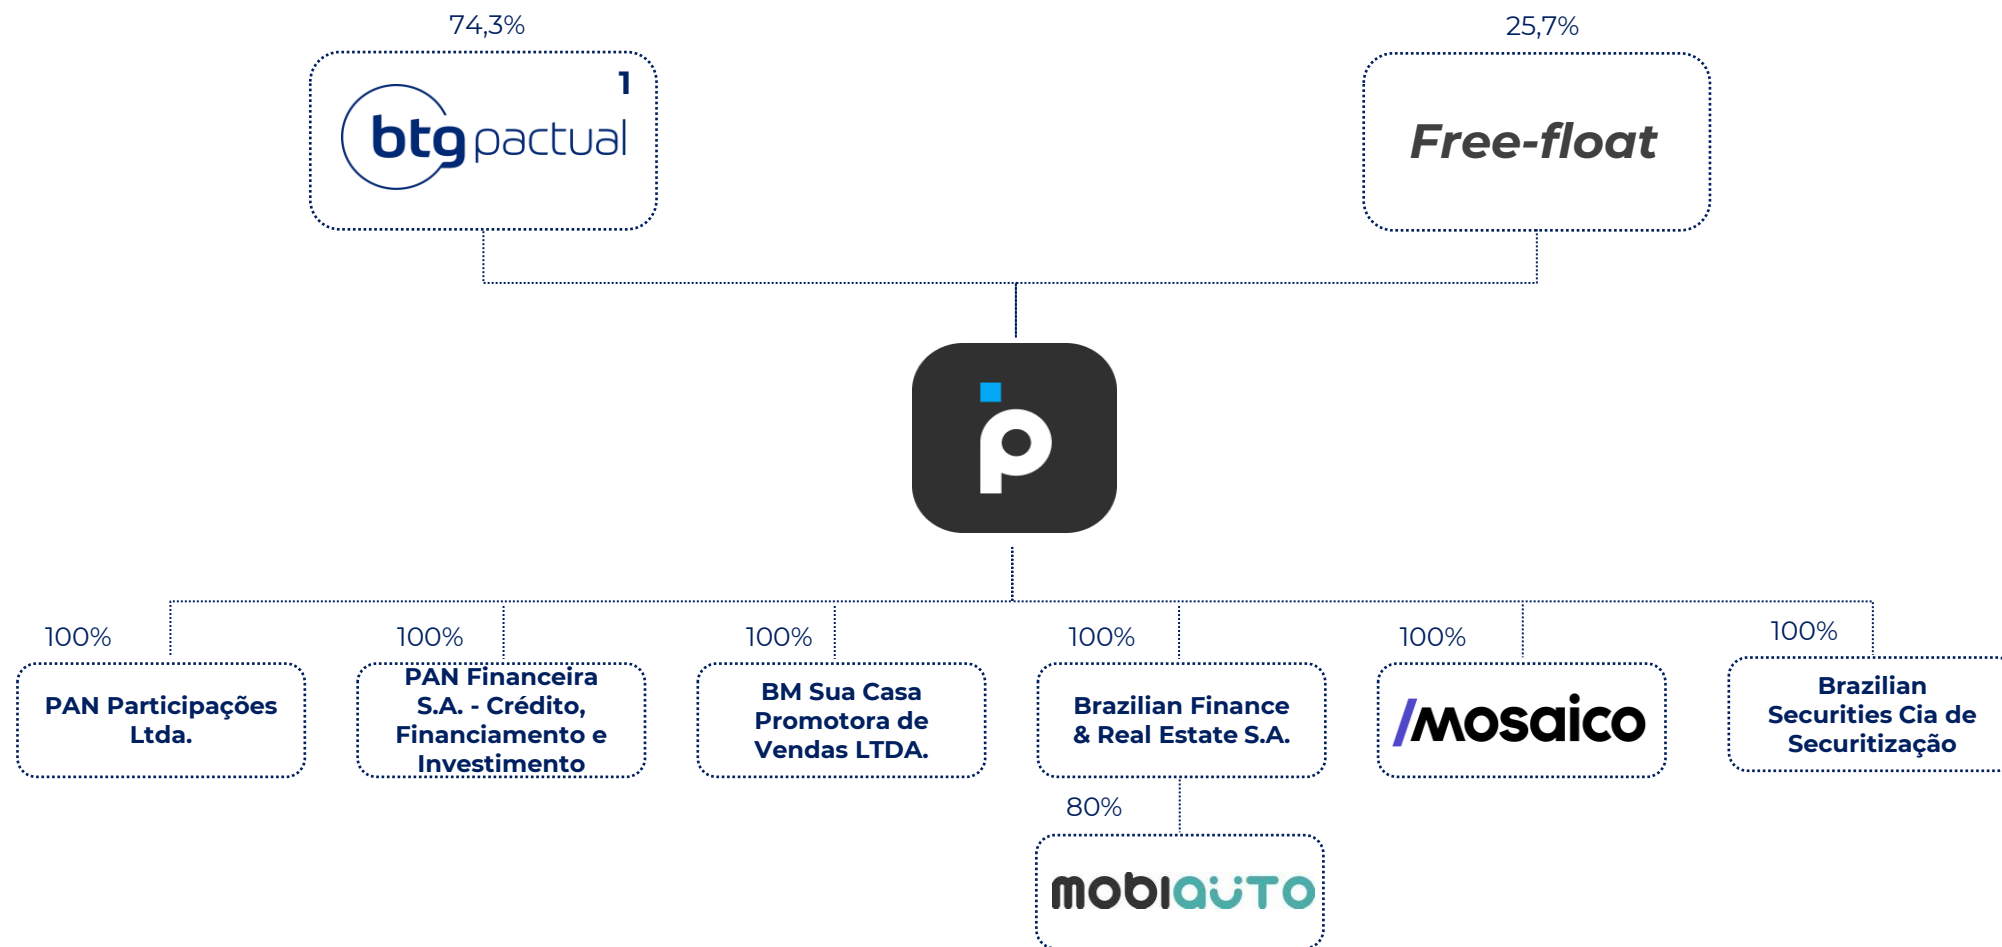 74,3%
25,7%
1
btg pactual
Free-float
p
100%
100%
100%
100%
100%
100%
PAN Participações
Ltda.
PAN Financeira
S.A. - Crédito,
Financiamento e
Investimento
BM Sua Casa
Promotora de
Vendas LTDA.
Brazilian Finance
& Real Estate S.A.
mosaico
Brazilian
Securities Cia de
Securitização
80%
mobiauto